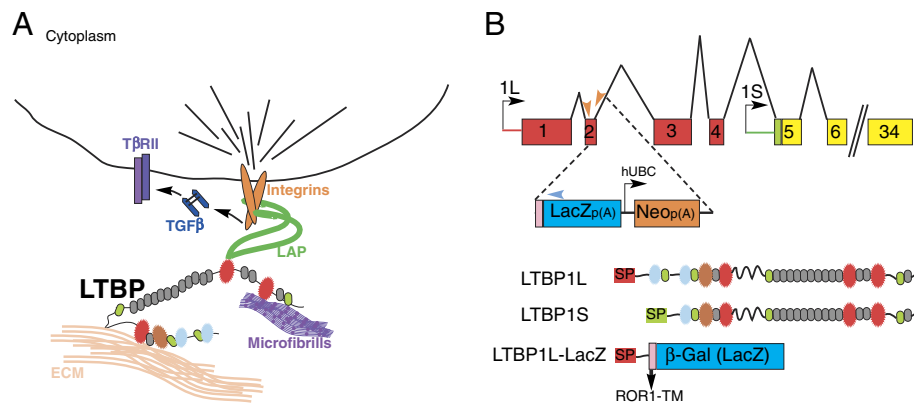 A
Cytoplasm
TβRII
Integrins
TGFβ
LAP
LTBP
Microfibrills
ECM
B
1L
1S
1 2 3 4 5 6 34
hUBC
LacZp(A) Neop(A)
LTBP1L SP
LTBP1S SP
LTBP1L-LacZ SP β-Gal (LacZ)
ROR1-TM